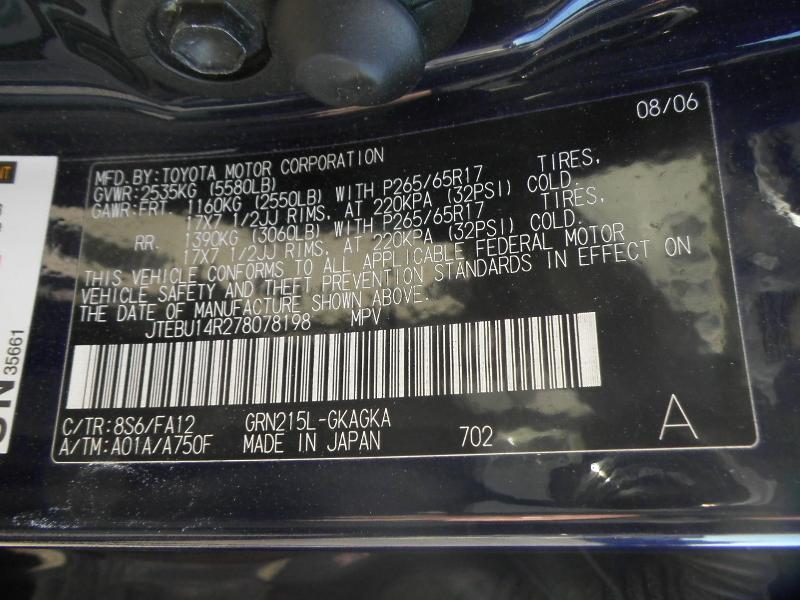 08/06
MFD. BY: TOYOTA MOTOR CORPORATION
GVWR: 2535KG (5580LB)
GAWR: FRT. 1160KG (2550LB) WITH P265/65R17 TIRES,
17X7 1/2JJ RIMS, AT 220KPA (32PSI) COLD.
RR. 1390KG (3060LB) WITH P265/65R17 TIRES,
17X7 1/2JJ RIMS, AT 220KPA (32PSI) COLD.
THIS VEHICLE CONFORMS TO ALL APPLICABLE FEDERAL MOTOR
VEHICLE SAFETY AND THEFT PREVENTION STANDARDS IN EFFECT ON
THE DATE OF MANUFACTURE SHOWN ABOVE.
JTEBU14R278078198 MPV
C/TR: 8S6/FA12 GRN215L-GKAGKA
A/TM: A01A/A750F MADE IN JAPAN 702 A
35661